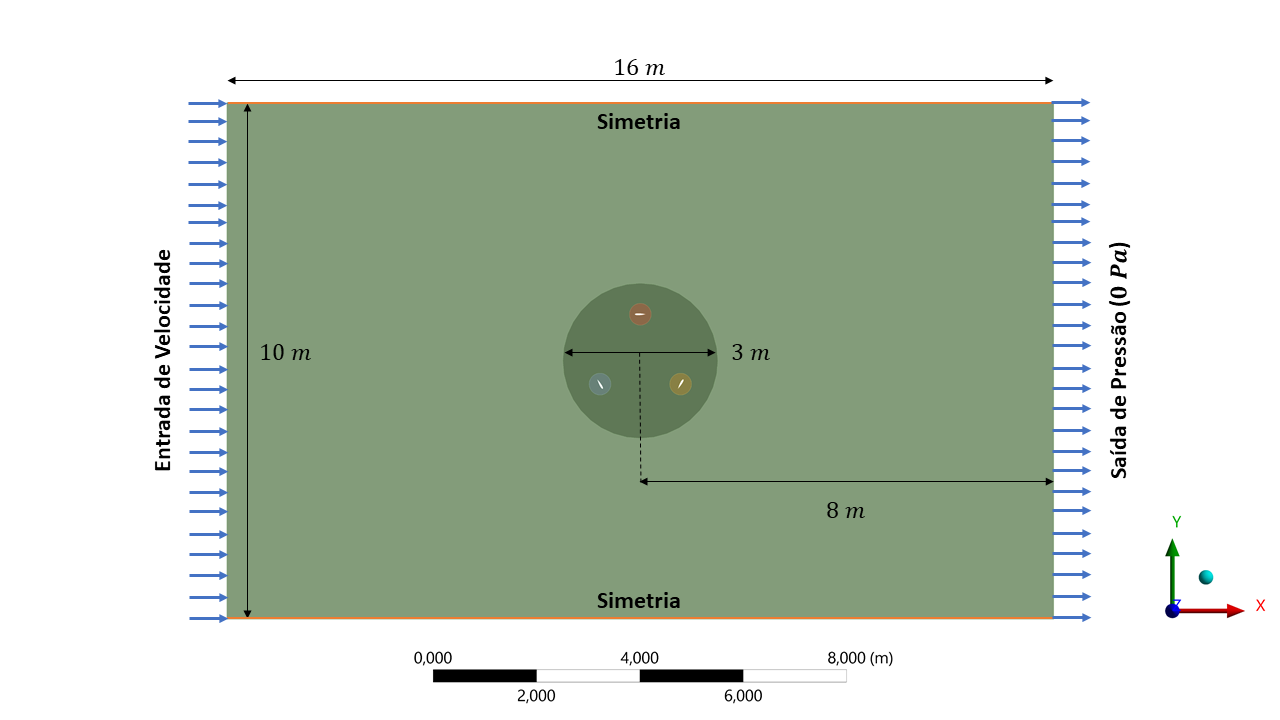 16 m
Simetria
Entrada de Velocidade
10 m
3 m
8 m
Saída de Pressão (0 Pa)
Simetria
0,000
4,000
8,000 (m)
2,000
6,000
Y
Z
X